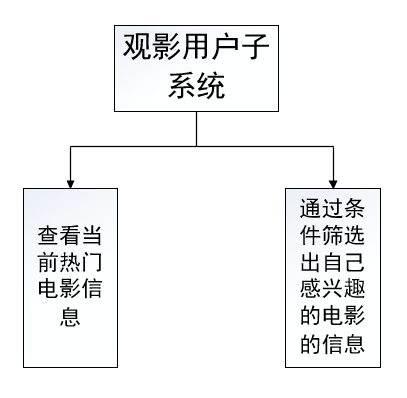 观影用户子
系统
查看当
前热门
电影信
息
通过条
件筛选
出自己
感兴趣
的电影
的信息